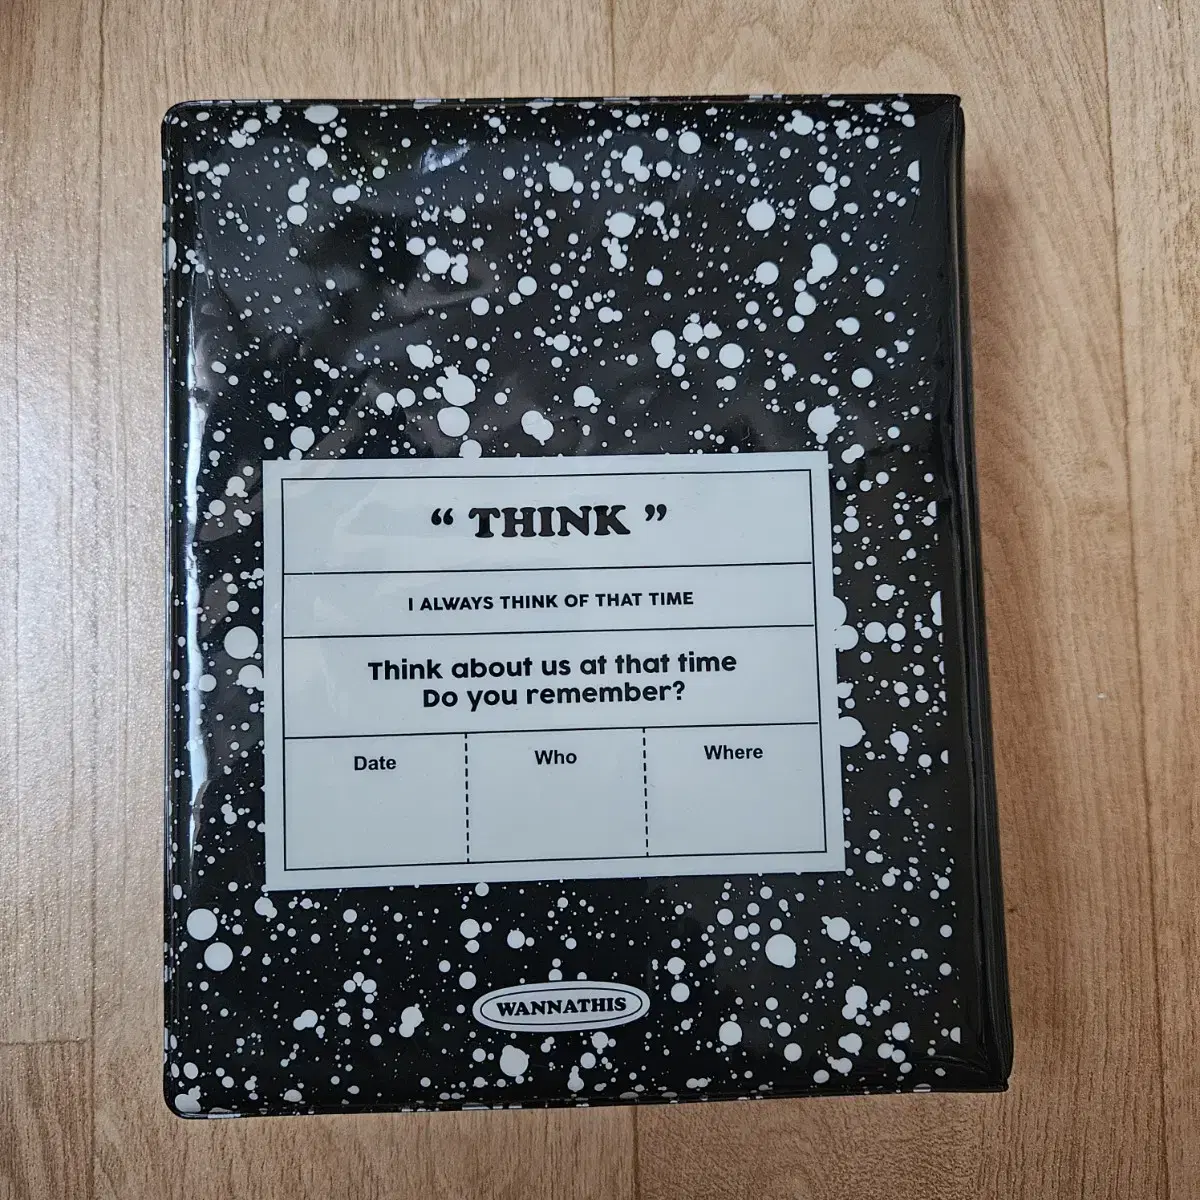 “ THINK ”
I ALWAYS THINK OF THAT TIME
Think about us at that time
Do you remember?
Date Who Where
WANNATHIS